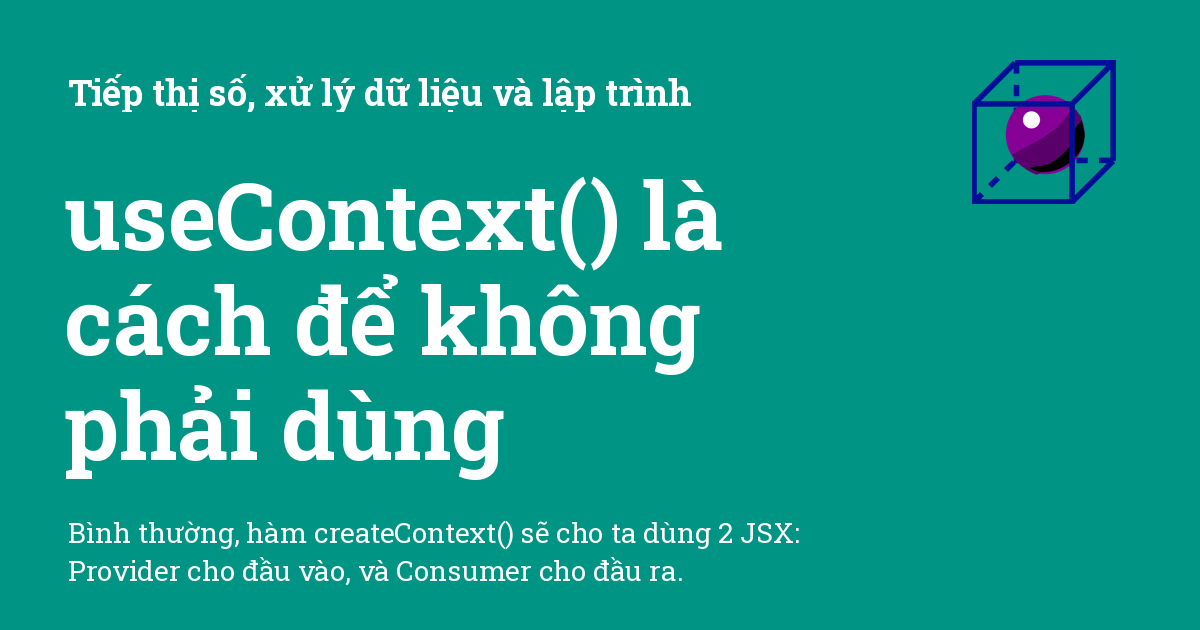 Tiếp thị số, xử lý dữ liệu và lập trình
useContext() là
cách để không
phải dùng
Bình thường, hàm createContext() sẽ cho ta dùng 2 JSX:
Provider cho đầu vào, và Consumer cho đầu ra.